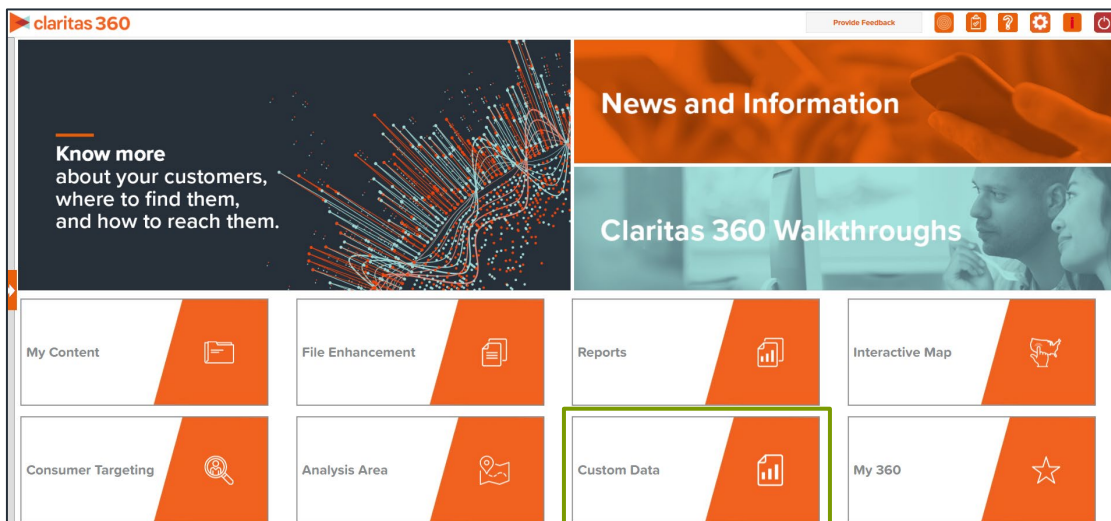 claritas 360
Provide Feedback
Know more
about your customers,
where to find them,
and how to reach them.
News and Information
Claritas 360 Walkthroughs
My Content
File Enhancement
Reports
Interactive Map
Consumer Targeting
Analysis Area
Custom Data
My 360